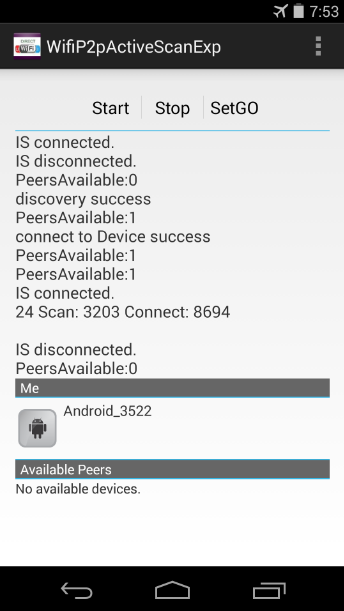 7:53
DIRECT
WiFi
WifiP2pActiveScanExp
Start Stop SetGO
IS connected.
IS disconnected.
PeersAvailable:0
discovery success
PeersAvailable:1
connect to Device success
PeersAvailable:1
PeersAvailable:1
IS connected.
24 Scan: 3203 Connect: 8694
IS disconnected.
PeersAvailable:0
Me
Android_3522
Available Peers
No available devices.